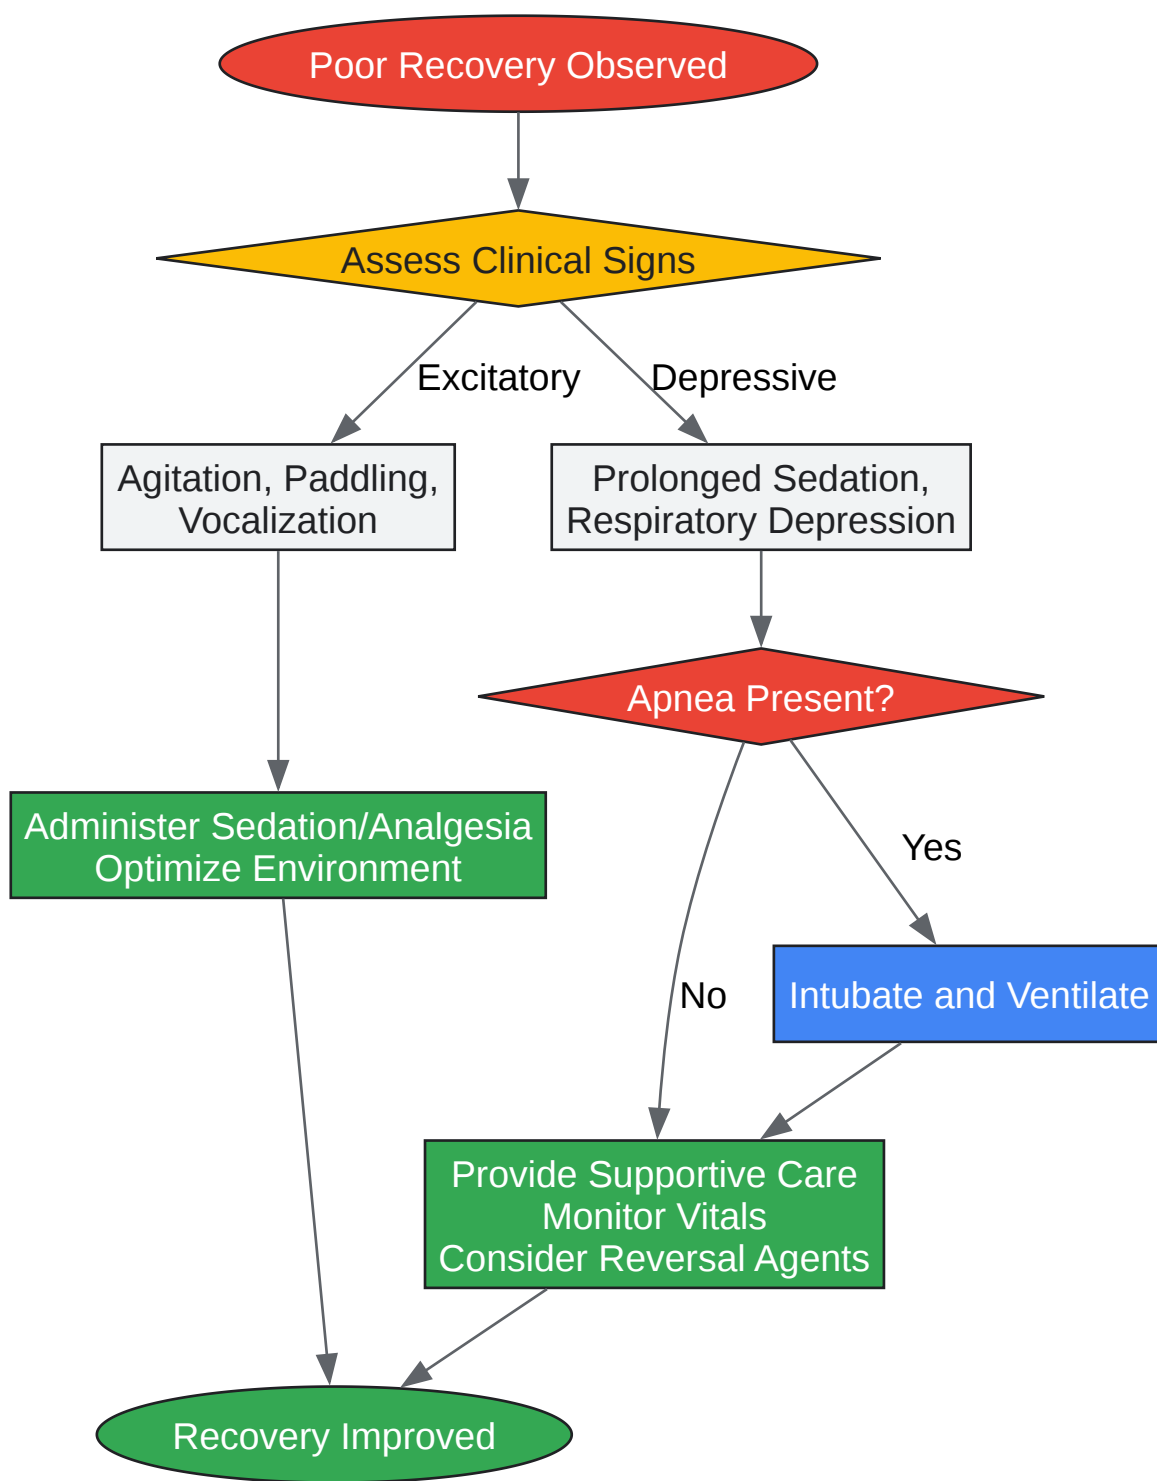 Poor Recovery Observed
Assess Clinical Signs
Excitatory
Depressive
Agitation, Paddling,
Vocalization
Prolonged Sedation,
Respiratory Depression
Apnea Present?
Administer Sedation/Analgesia
Optimize Environment
Yes
No
Intubate and Ventilate
Provide Supportive Care
Monitor Vitals
Consider Reversal Agents
Recovery Improved